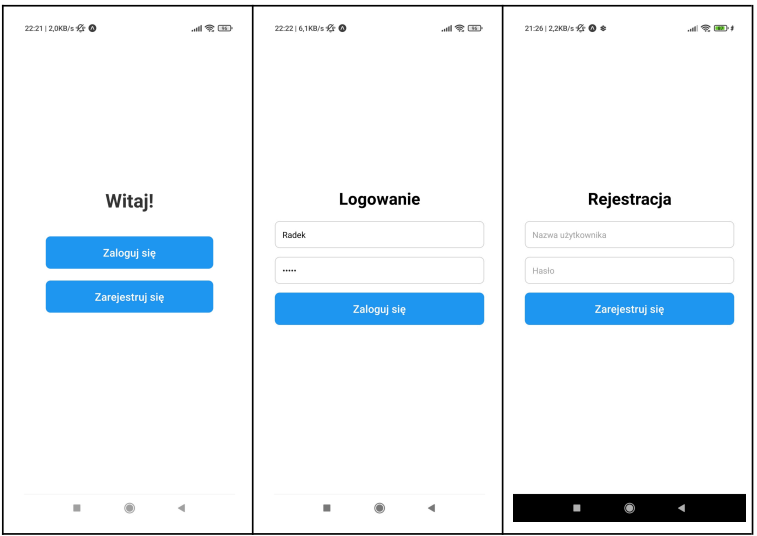 22:21 | 2,0KB/s
Witaj!
Zaloguj się
Zarejestruj się
22:22 | 6,1KB/s
Logowanie
Radek
•••••
Zaloguj się
21:26 | 2,2KB/s
Rejestracja
Nazwa użytkownika
Hasło
Zarejestruj się